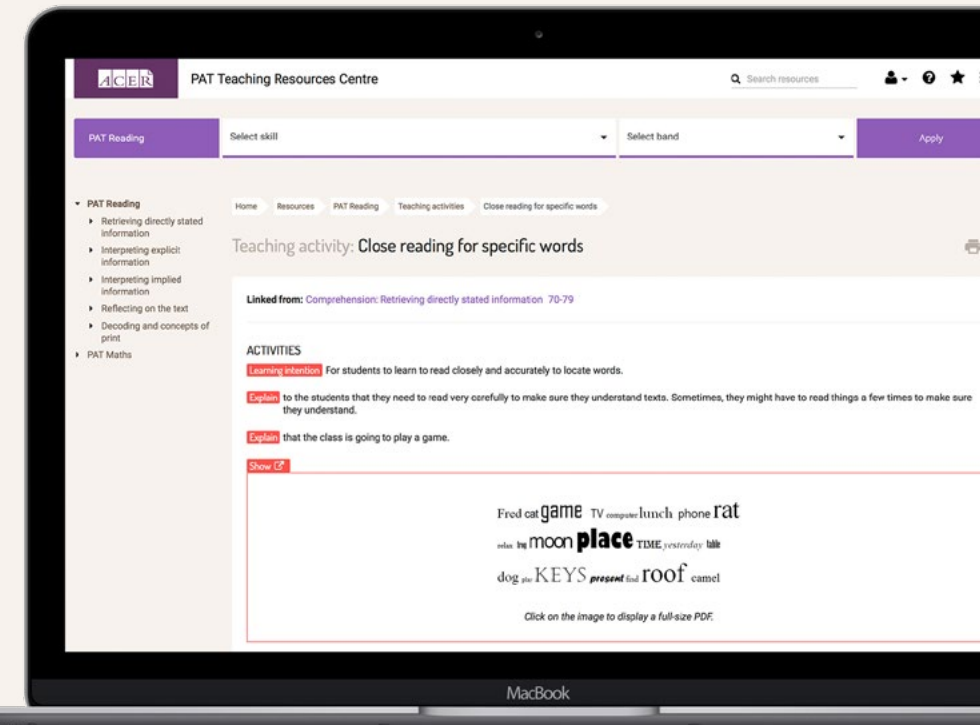 ACER
PAT Teaching Resources Centre
Search resources
PAT Reading
Select skill
Select band
Apply
PAT Reading
Retrieving directly stated
information
Interpreting explicit
information
Interpreting implied
information
Reflecting on the text
Decoding and concepts of
print
PAT Maths
Home Resources PAT Reading Teaching activities Close reading for specific words
Teaching activity: Close reading for specific words
Linked from: Comprehension: Retrieving directly stated information 70-79
ACTIVITIES
Learning intention For students to learn to read closely and accurately to locate words.
Explain to the students that they need to read very carefully to make sure they understand texts. Sometimes, they might have to read things a few times to make sure
they understand.
Explain that the class is going to play a game.
Show
Fred cat game TV computer lunch phone rat
relax moon place TIME yesterday table
dog play KEYS present find roof camel
Click on the image to display a full-size PDF.
MacBook